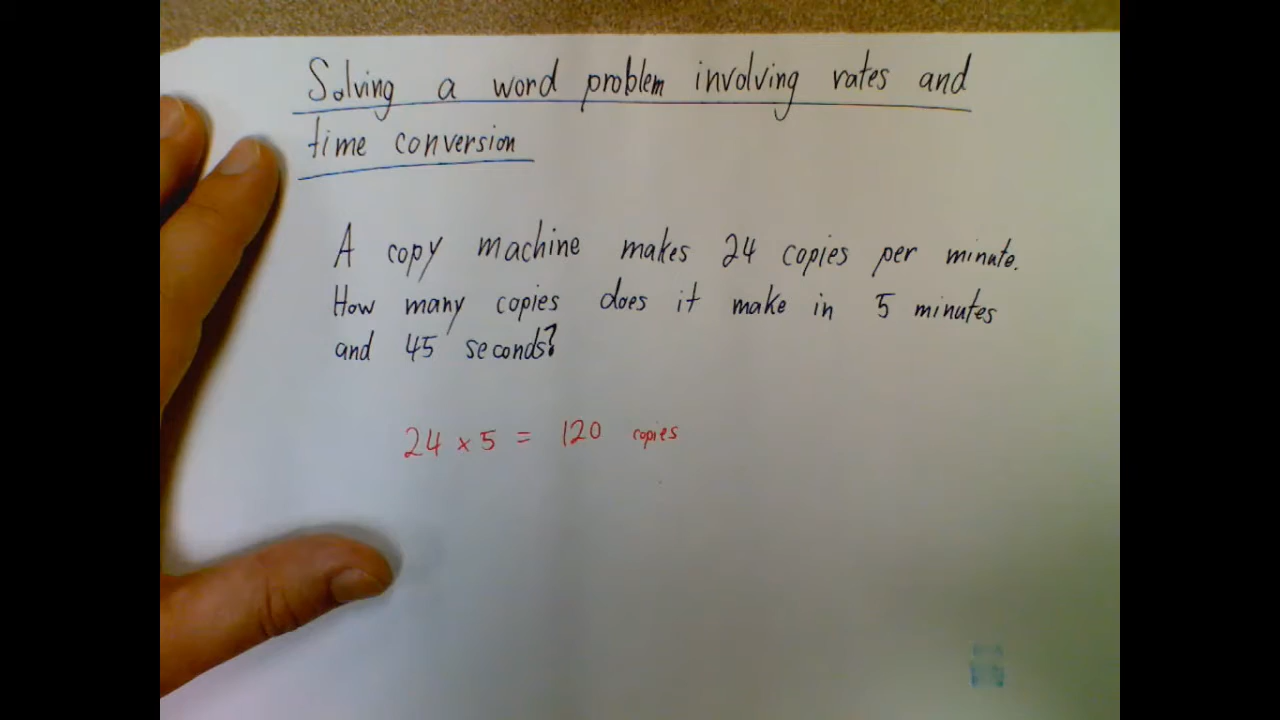 Solving a word problem involving rates and
time conversion
A copy machine makes 24 copies per minute.
How many copies does it make in 5 minutes
and 45 seconds?
24 × 5 = 120 copies